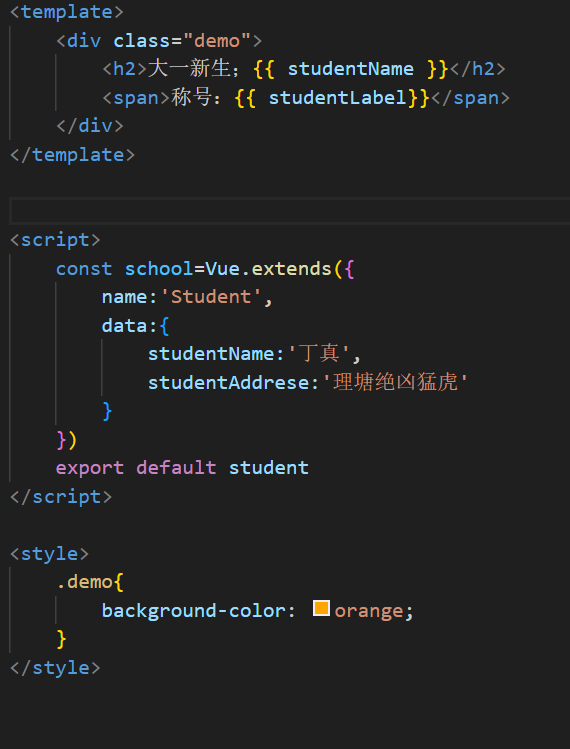 <template>
    <div class="demo">
        <h2>大一新生；{{ studentName }}</h2>
        <span>称号：{{ studentLabel}}</span>
    </div>
</template>
<script>
    const school=Vue.extends({
        name:'Student',
        data:{
            studentName:'丁真',
            studentAddrese:'理塘绝凶猛虎'
        }
    })
    export default student
</script>
<style>
    .demo{
        background-color: orange;
    }
</style>